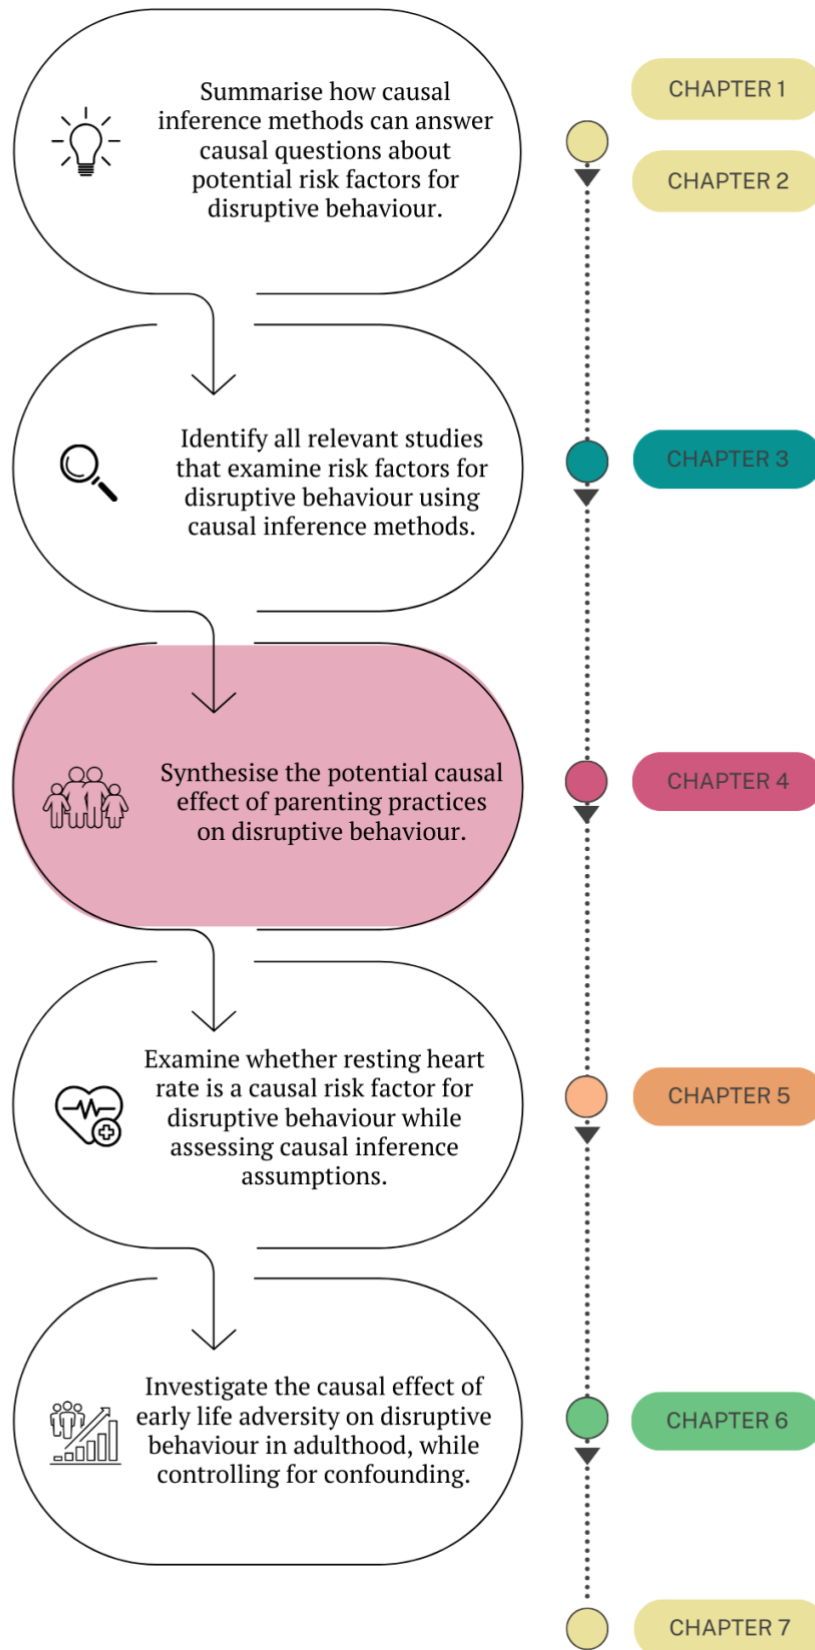 Summarise how causal
inference methods can answer
causal questions about
potential risk factors for
disruptive behaviour.
CHAPTER 1
CHAPTER 2
Identify all relevant studies
that examine risk factors for
disruptive behaviour using
causal inference methods.
CHAPTER 3
Synthesise the potential causal
effect of parenting practices
on disruptive behaviour.
CHAPTER 4
Examine whether resting heart
rate is a causal risk factor for
disruptive behaviour while
assessing causal inference
assumptions.
CHAPTER 5
Investigate the causal effect of
early life adversity on disruptive
behaviour in adulthood, while
controlling for confounding.
CHAPTER 6
CHAPTER 7